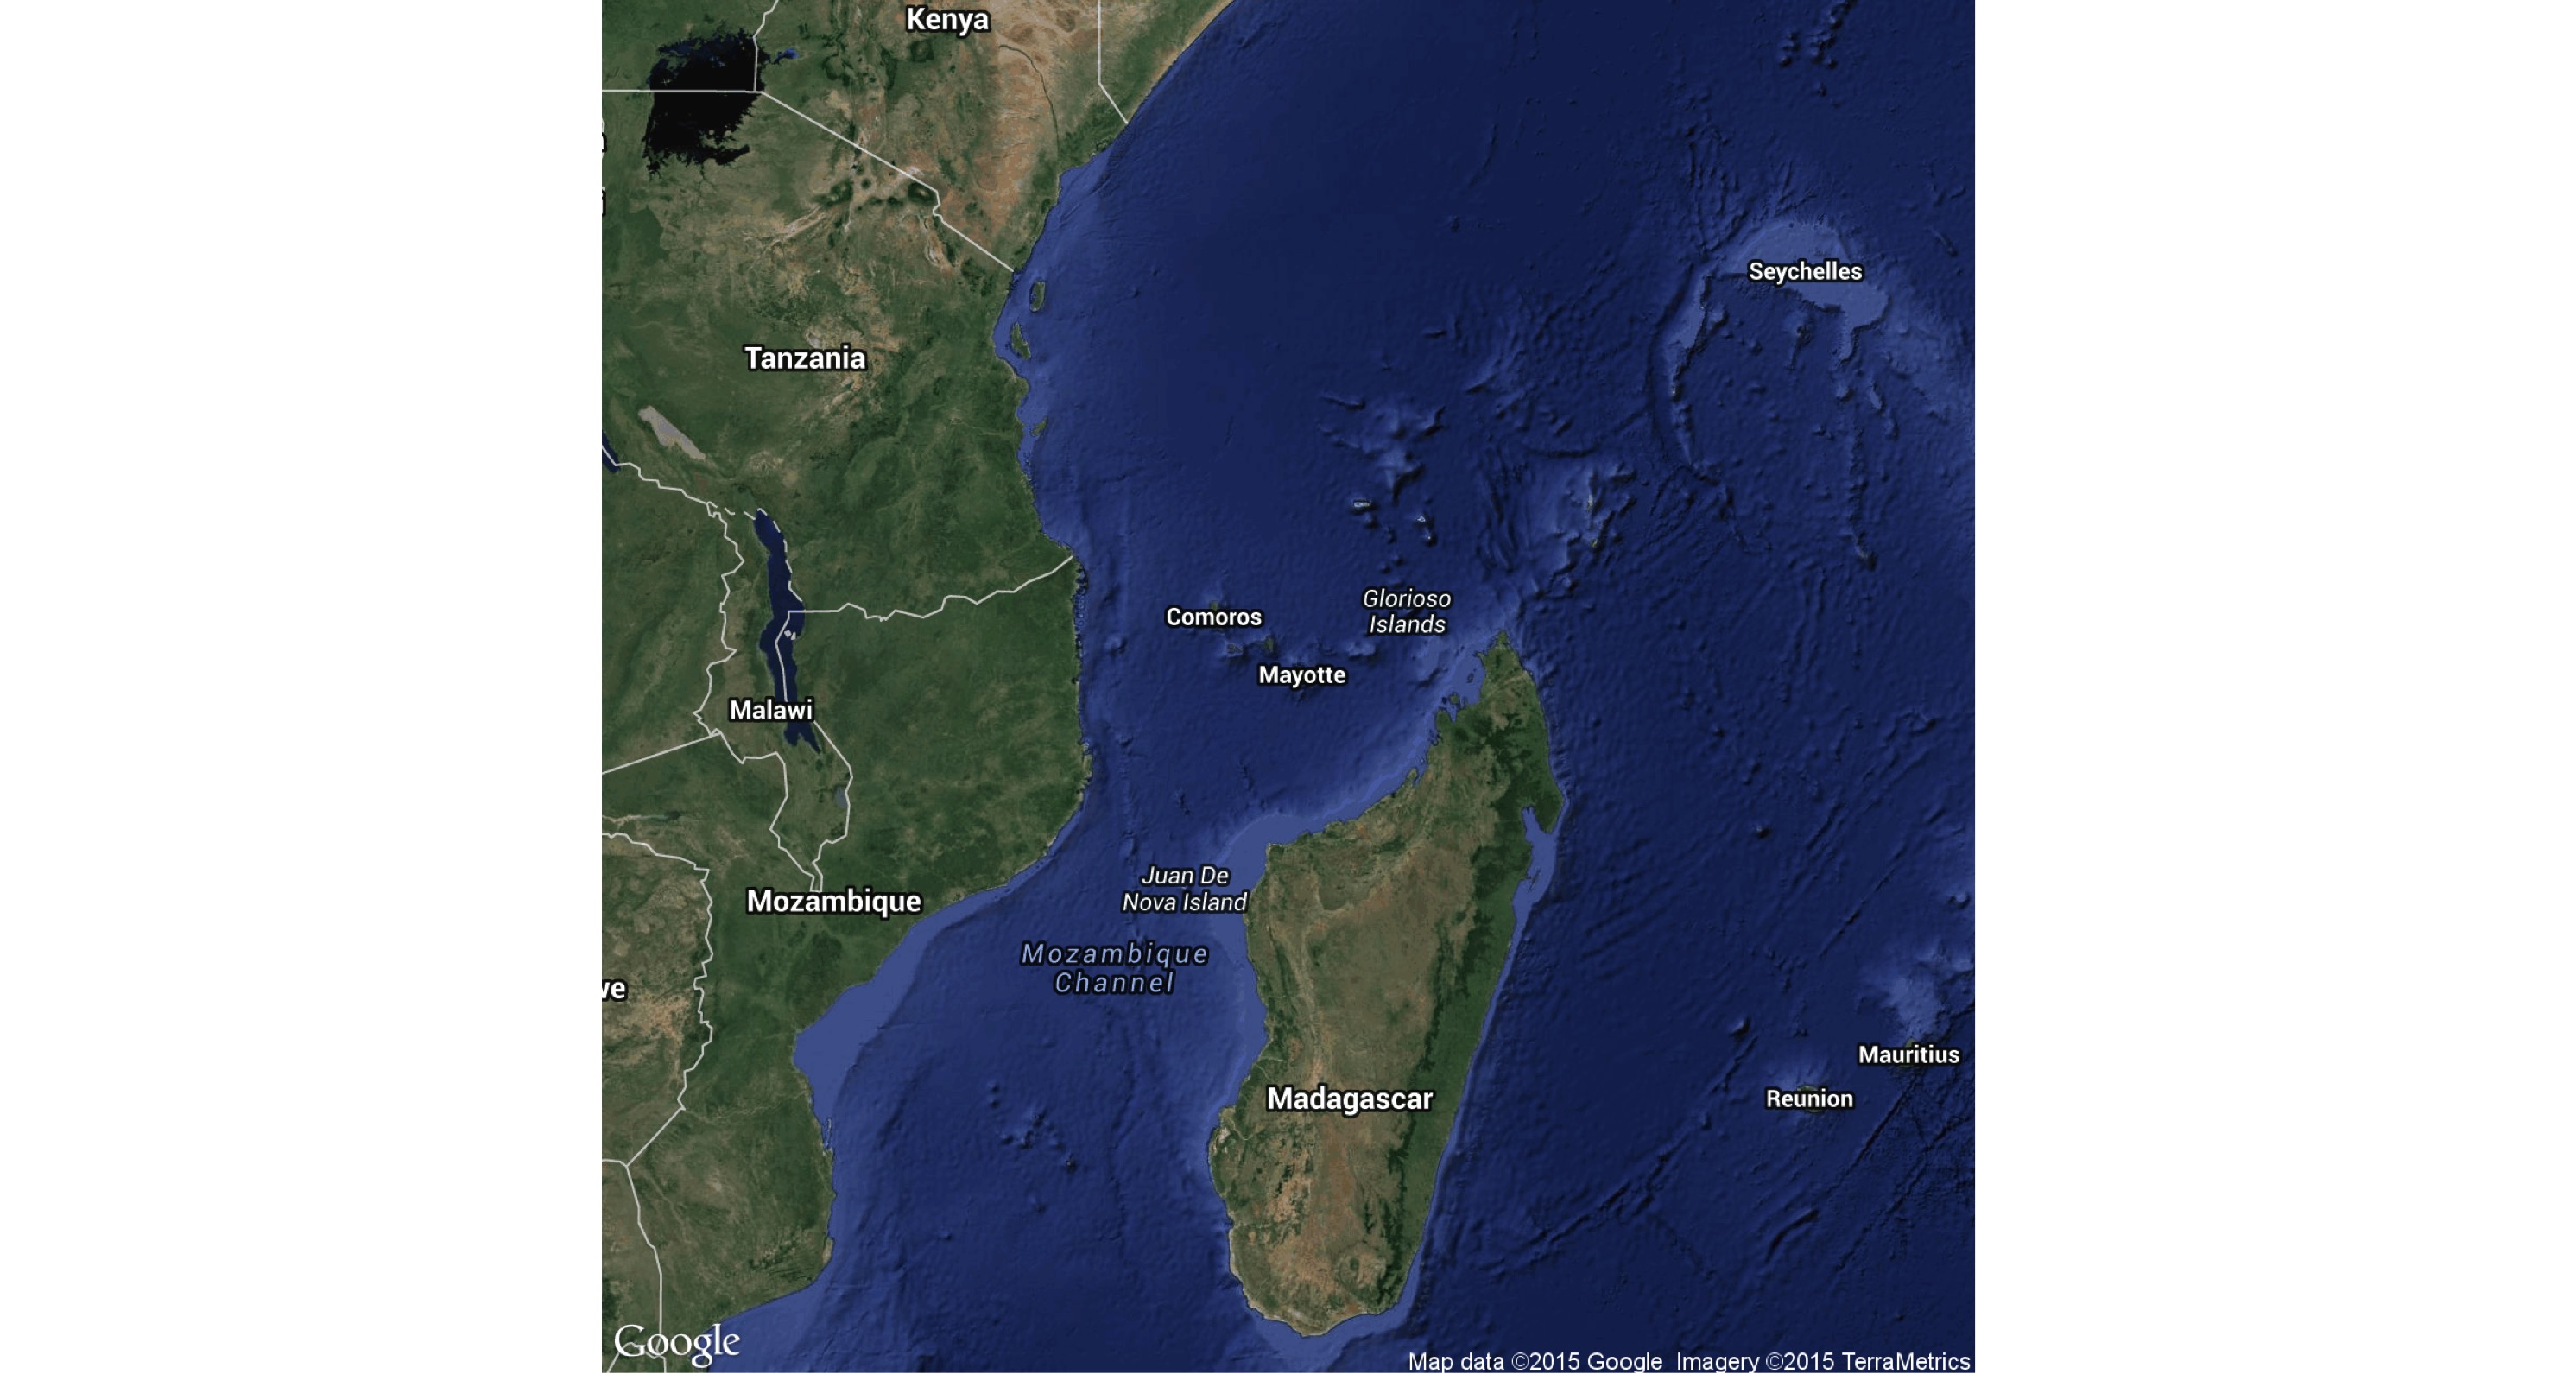 Kenya
Seychelles
Tanzania
Glorioso
Islands
Comoros
Mayotte
Malawi
Juan De
Nova Island
Mozambique
Mozambique
Channel
Mauritius
Reunion
Madagascar
Google
Map data ©2015 Google Imagery ©2015 TerraMetrics